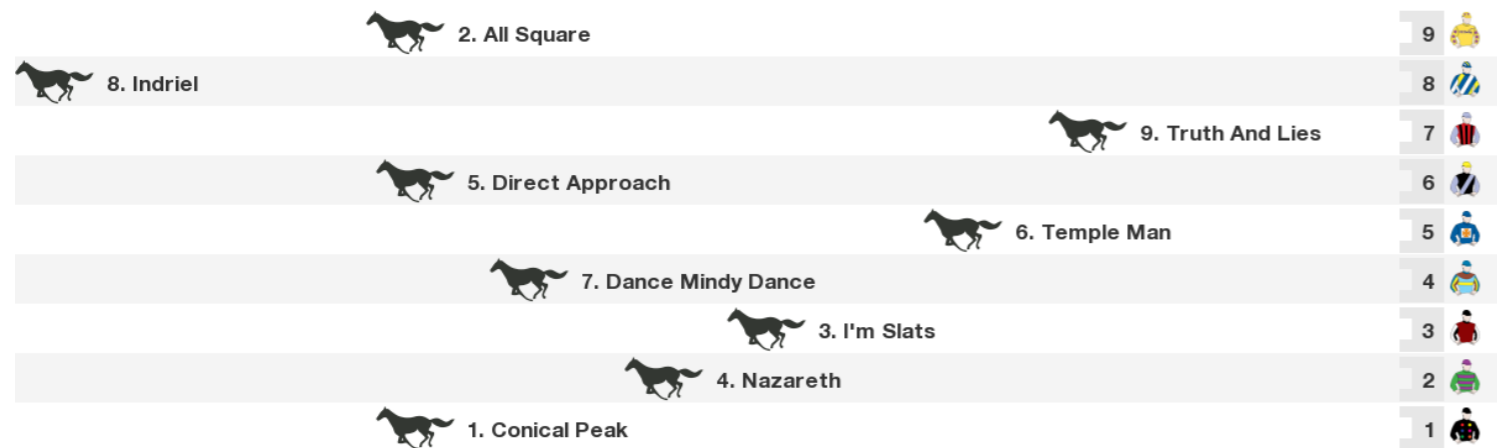 2. All Square 9
8. Indriel 8
9. Truth And Lies 7
5. Direct Approach 6
6. Temple Man 5
7. Dance Mindy Dance 4
3. I'm Slats 3
4. Nazareth 2
1. Conical Peak 1